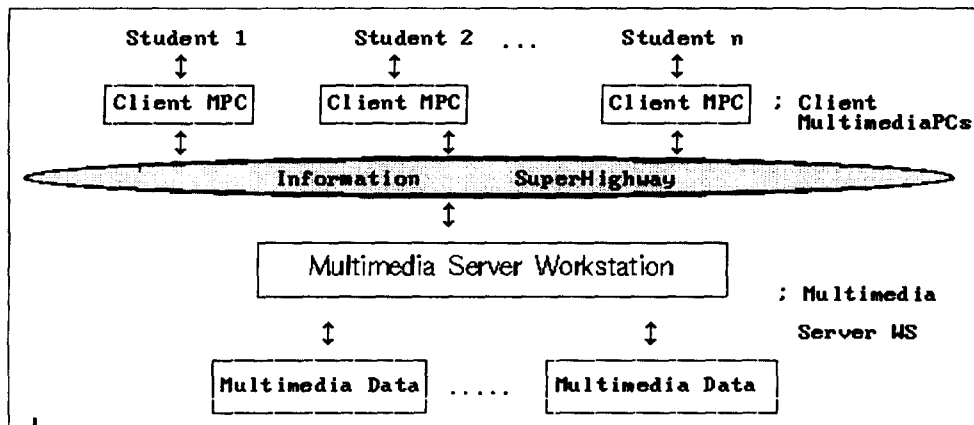 Student 1 Student 2 ... Student n
Client MPC Client MPC Client MPC ; Client
MultimediaPCs
Information SuperHighway
Multimedia Server Workstation
; Multimedia
Server WS
Multimedia Data ..... Multimedia Data